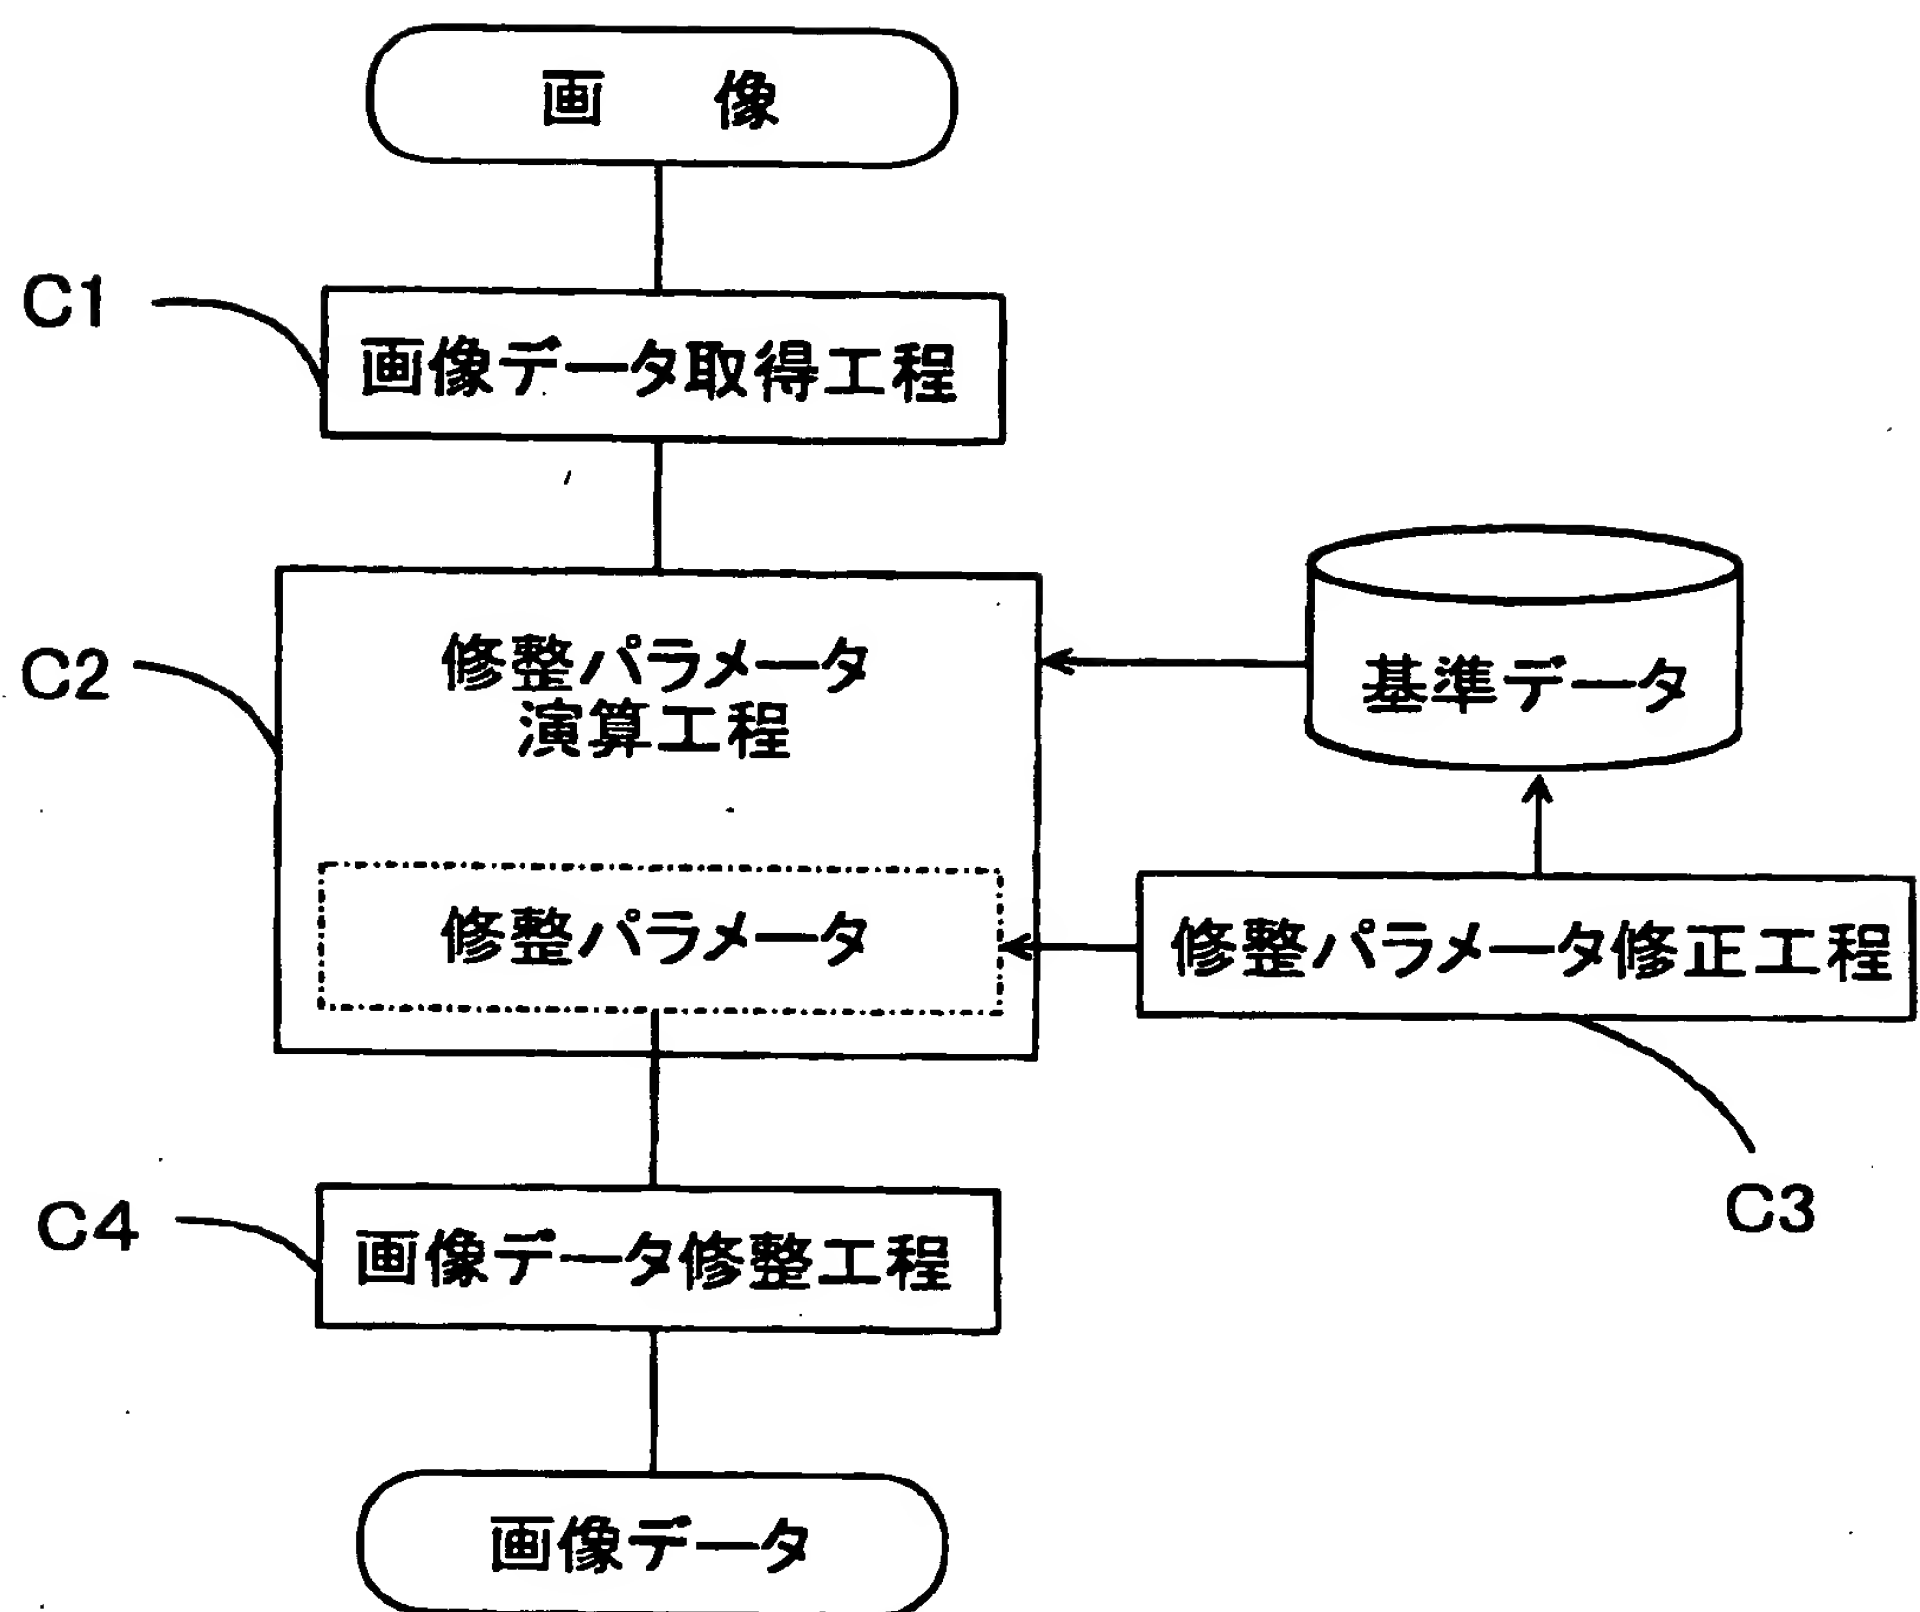 画 像
C1
画像データ取得工程
C2
修整パラメータ
演算工程
基準データ
修整パラメータ
修整パラメータ修正工程
C3
C4
画像データ修整工程
画像データ